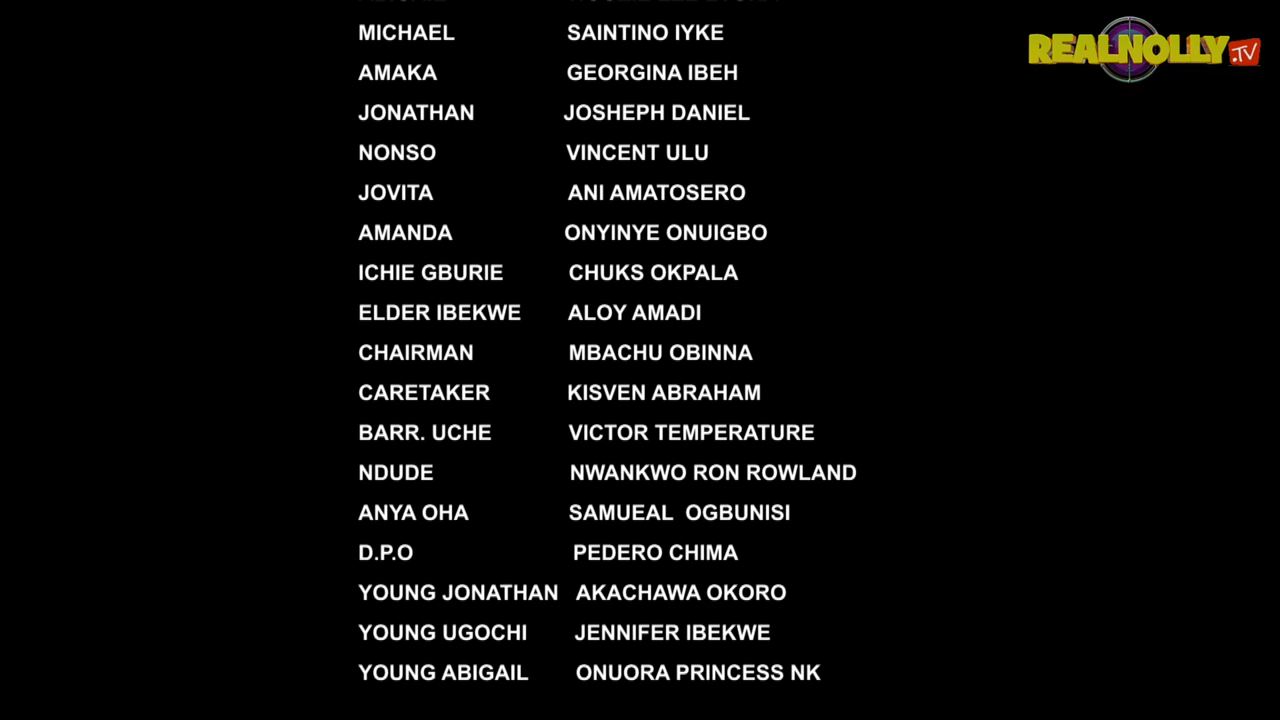 MICHAEL SAINTINO IYKE
AMAKA GEORGINA IBEH
JONATHAN JOSHEPH DANIEL
NONSO VINCENT ULU
JOVITA ANI AMATOSERO
AMANDA ONYINYE ONUIGBO
ICHIE GBURIE CHUKS OKPALA
ELDER IBEKWE ALOY AMADI
CHAIRMAN MBACHU OBINNA
CARETAKER KISVEN ABRAHAM
BARR. UCHE VICTOR TEMPERATURE
NDUDE NWANKWO RON ROWLAND
ANYA OHA SAMUEAL OGBUNISI
D.P.O PEDERO CHIMA
YOUNG JONATHAN AKACHAWA OKORO
YOUNG UGOCHI JENNIFER IBEKWE
YOUNG ABIGAIL ONUORA PRINCESS NK
REALNOLLY.TV